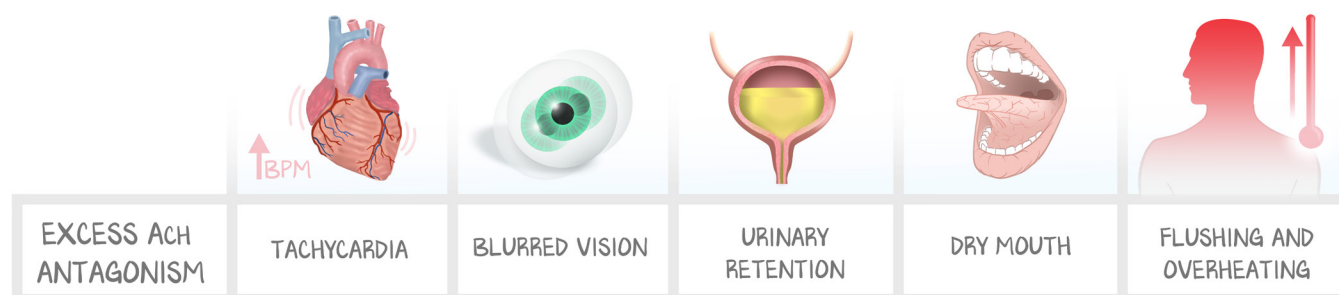 BPM
EXCESS ACH
ANTAGONISM
TACHYCARDIA
BLURRED VISION
URINARY
RETENTION
DRY MOUTH
FLUSHING AND
OVERHEATING